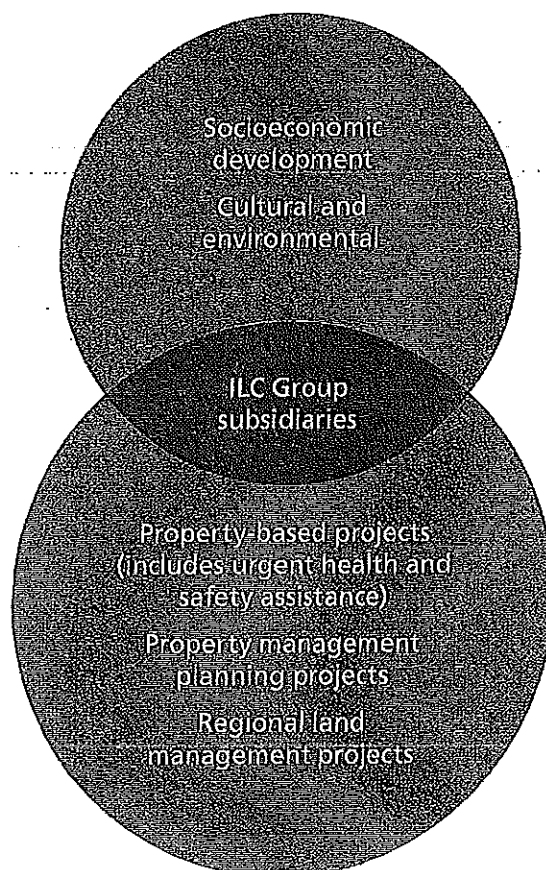 Socioeconomic
development
Cultural and
environmental
ILC Group
subsidiaries
Property-based projects
(includes urgent health and
safety assistance)
Property management
planning projects
Regional land
management projects